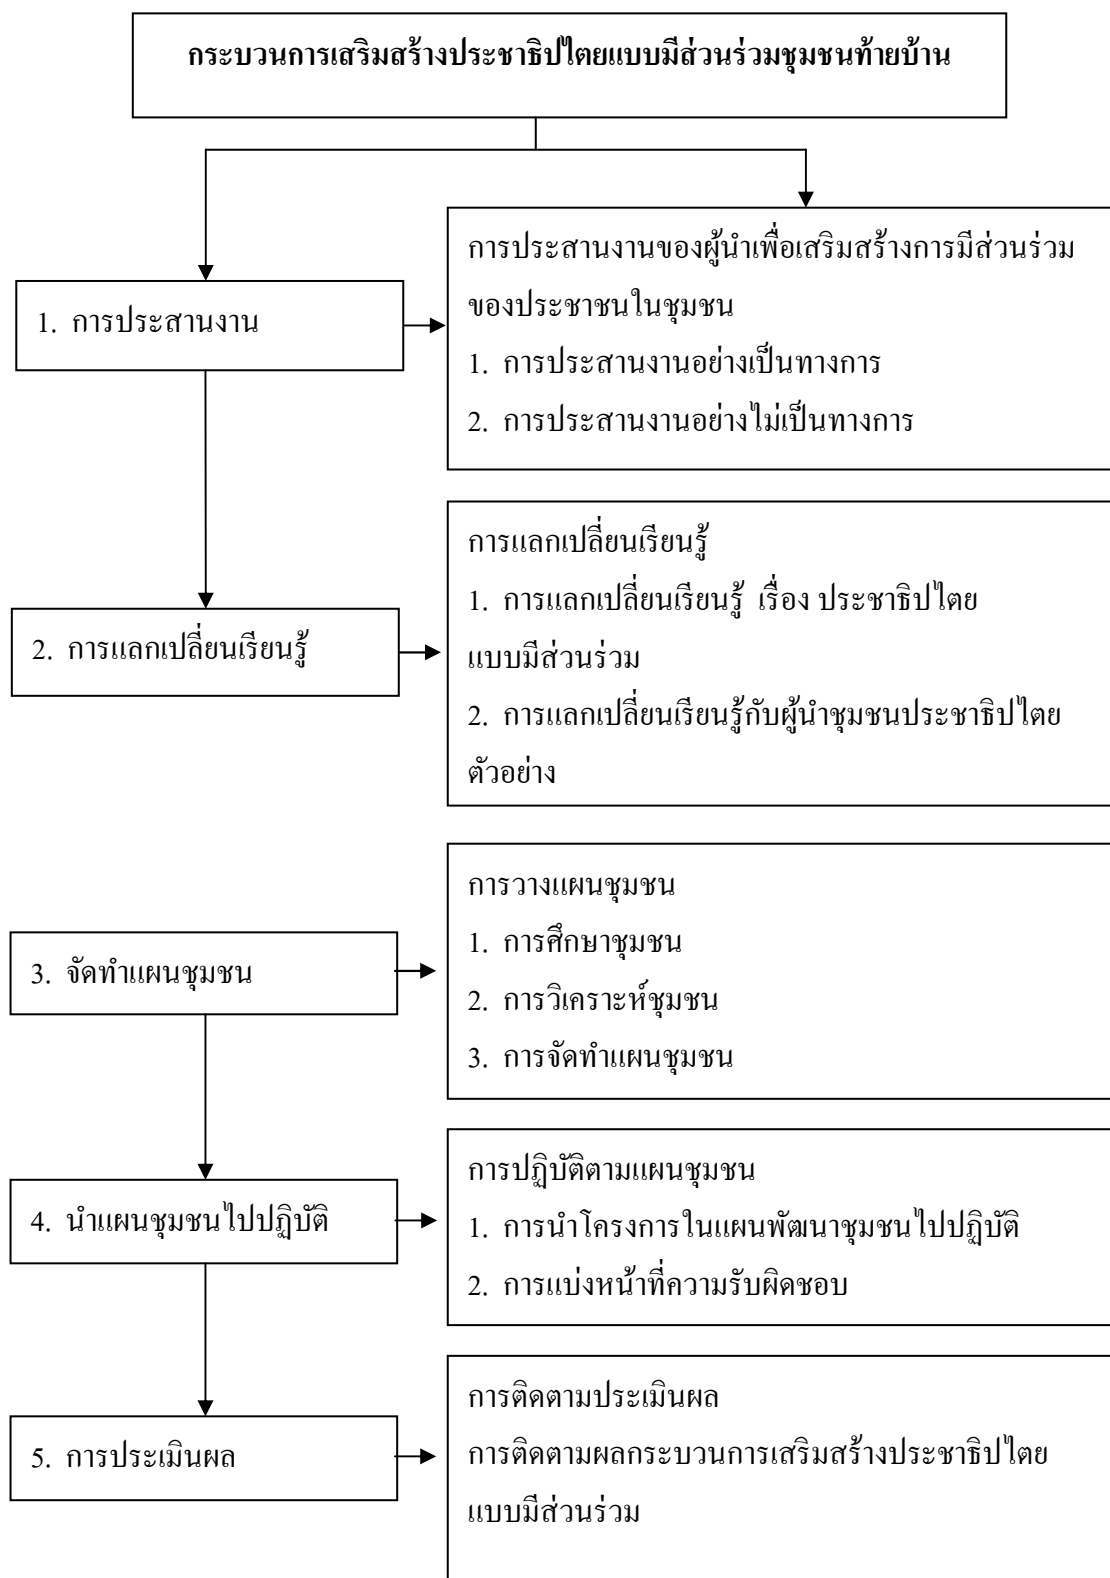 กระบวนการเสริมสร้างประชาธิปไตยแบบมีส่วนร่วมชุมชนท้ายบ้าน
1. การประสานงาน
การประสานงานของผู้นำเพื่อเสริมสร้างการมีส่วนร่วม
ของประชาชนในชุมชน
1. การประสานงานอย่างเป็นทางการ
2. การประสานงานอย่างไม่เป็นทางการ
2. การแลกเปลี่ยนเรียนรู้
การแลกเปลี่ยนเรียนรู้
1. การแลกเปลี่ยนเรียนรู้ เรื่อง ประชาธิปไตย
แบบมีส่วนร่วม
2. การแลกเปลี่ยนเรียนรู้กับผู้นำชุมชนประชาธิปไตย
ตัวอย่าง
3. จัดทำแผนชุมชน
การวางแผนชุมชน
1. การศึกษาชุมชน
2. การวิเคราะห์ชุมชน
3. การจัดทำแผนชุมชน
4. นำแผนชุมชนไปปฏิบัติ
การปฏิบัติตามแผนชุมชน
1. การนำโครงการในแผนพัฒนาชุมชนไปปฏิบัติ
2. การแบ่งหน้าที่ความรับผิดชอบ
5. การประเมินผล
การติดตามประเมินผล
การติดตามผลกระบวนการเสริมสร้างประชาธิปไตย
แบบมีส่วนร่วม